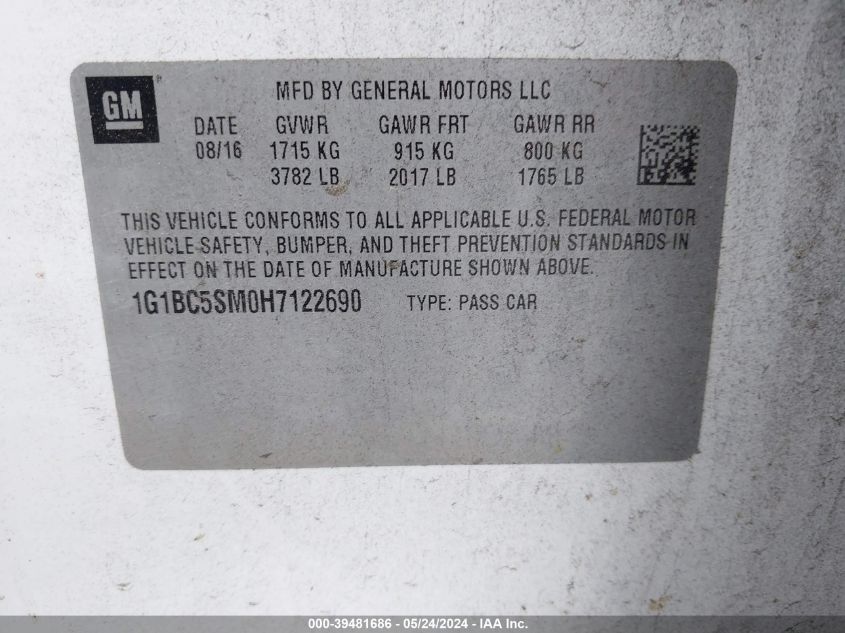 GM ®
MFD BY GENERAL MOTORS LLC
DATE GVWR GAWR FRT GAWR RR
08/16 1715 KG 915 KG 800 KG
3782 LB 2017 LB 1765 LB
THIS VEHICLE CONFORMS TO ALL APPLICABLE U.S. FEDERAL MOTOR
VEHICLE SAFETY, BUMPER, AND THEFT PREVENTION STANDARDS IN
EFFECT ON THE DATE OF MANUFACTURE SHOWN ABOVE.
1G1BC5SM0H7122690 TYPE: PASS CAR
000-39481686 - 05/24/2024 - IAA Inc.